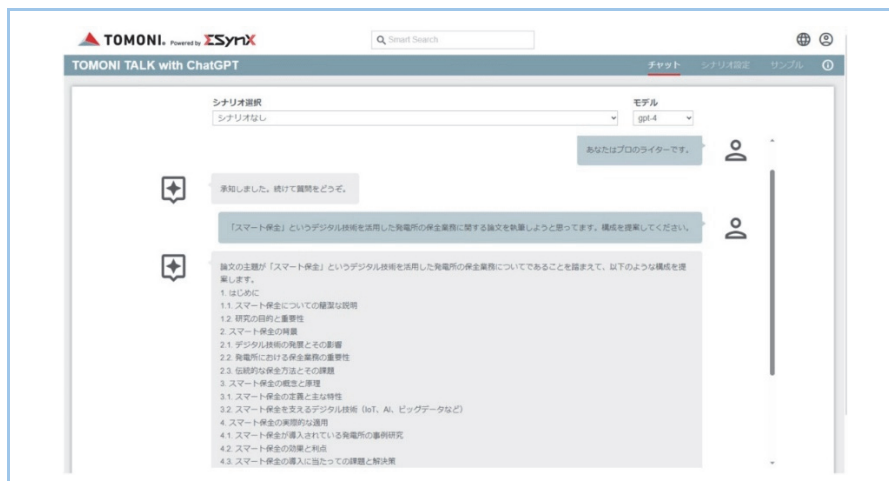 TOMONI® Powered by ΣSynX
Smart Search
TOMONI TALK with ChatGPT
チャット シナリオ設定 サンプル
シナリオ選択 モデル
シナリオなし gpt-4
あなたはプロのライターです。
承知しました。続けて質問をどうぞ。
「スマート保全」というデジタル技術を活用した発電所の保全業務に関する論文を執筆しようと思ってます。構成を提案してください。
論文の主題が「スマート保全」というデジタル技術を活用した発電所の保全業務についてであることを踏まえて、以下のような構成を提
案します。
1. はじめに
1.1. スマート保全についての簡潔な説明
1.2. 研究の目的と重要性
2. スマート保全の背景
2.1. デジタル技術の発展とその影響
2.2. 発電所における保全業務の重要性
2.3. 伝統的な保全方法とその課題
3. スマート保全の概念と原理
3.1. スマート保全の定義と主な特性
3.2. スマート保全を支えるデジタル技術（IoT、AI、ビッグデータなど）
4. スマート保全の実際的な適用
4.1. スマート保全が導入されている発電所の事例研究
4.2. スマート保全の効果と利点
4.3. スマート保全の導入に当たっての課題と解決策